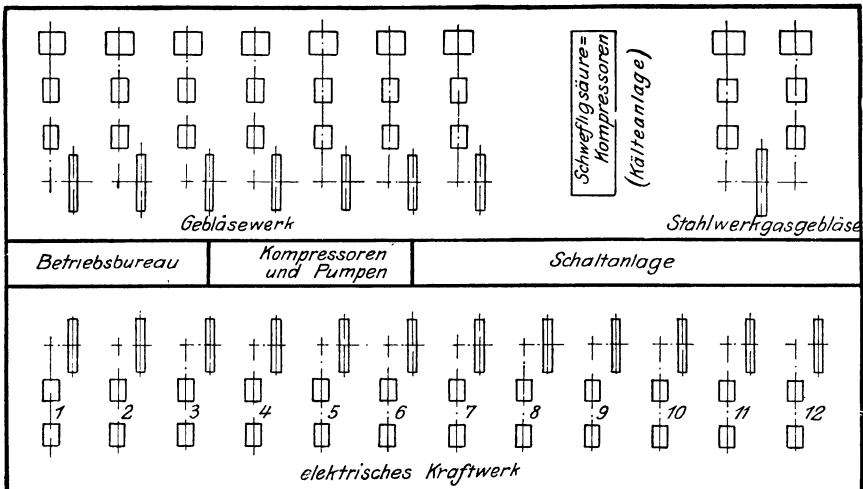 Schwefligsäure=
Kompressoren
(Kälteanlage)
Gebläsewerk
Stahlwerkgasgebläse
Betriebsbureau
Kompressoren
und Pumpen
Schaltanlage
1 2 3 4 5 6 7 8 9 10 11 12
elektrisches Kraftwerk